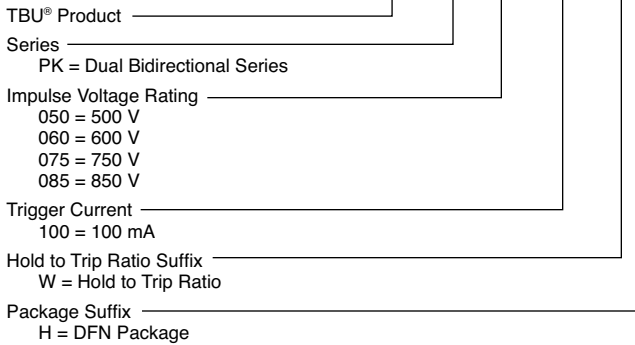 TBU® Product
Series
PK = Dual Bidirectional Series
Impulse Voltage Rating
050 = 500 V
060 = 600 V
075 = 750 V
085 = 850 V
Trigger Current
100 = 100 mA
Hold to Trip Ratio Suffix
W = Hold to Trip Ratio
Package Suffix
H = DFN Package